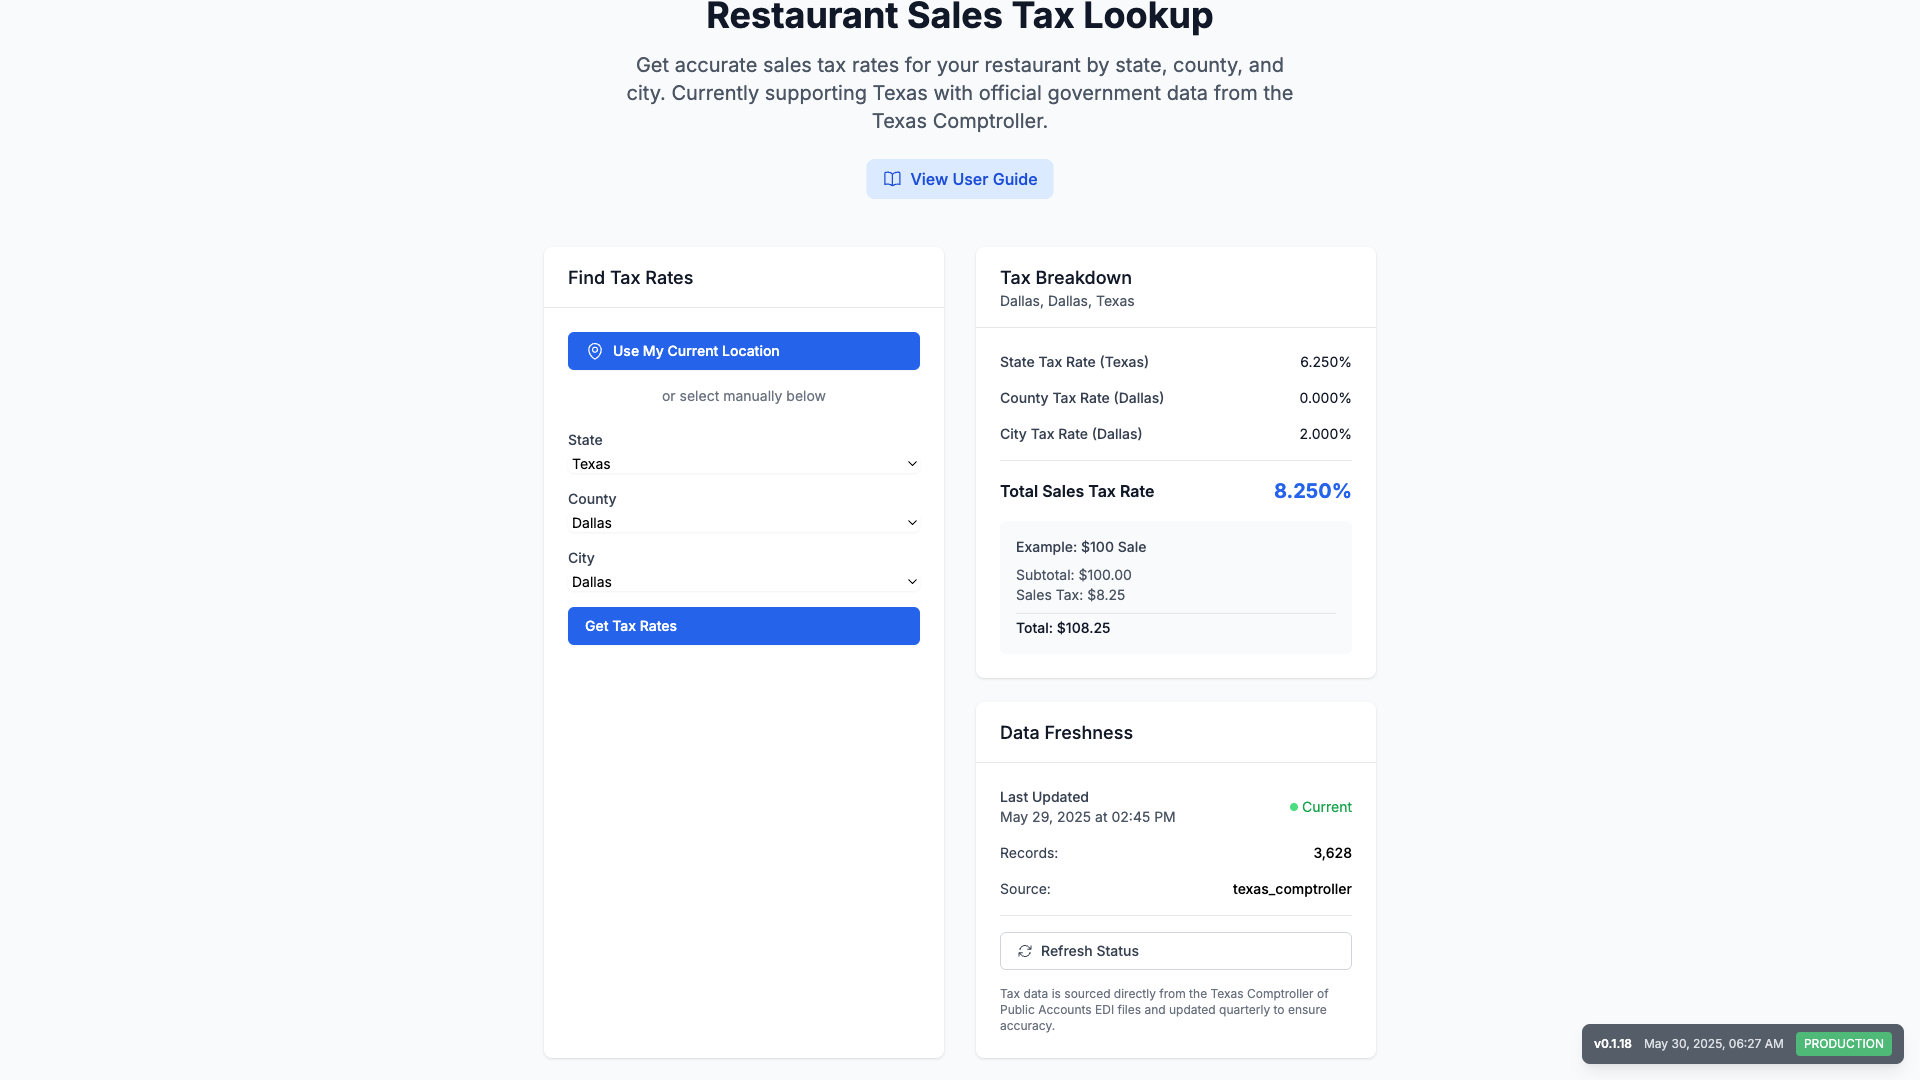 Restaurant Sales Tax Lookup
Get accurate sales tax rates for your restaurant by state, county, and
city. Currently supporting Texas with official government data from the
Texas Comptroller.
View User Guide
Find Tax Rates
Use My Current Location
or select manually below
State
Texas
County
Dallas
City
Dallas
Get Tax Rates
Tax Breakdown
Dallas, Dallas, Texas
State Tax Rate (Texas) 6.250%
County Tax Rate (Dallas) 0.000%
City Tax Rate (Dallas) 2.000%
Total Sales Tax Rate 8.250%
Example: $100 Sale
Subtotal: $100.00
Sales Tax: $8.25
Total: $108.25
Data Freshness
Last Updated
May 29, 2025 at 02:45 PM
Current
Records: 3,628
Source: texas_comptroller
Refresh Status
Tax data is sourced directly from the Texas Comptroller of
Public Accounts EDI files and updated quarterly to ensure
accuracy.
v0.1.18 May 30, 2025, 06:27 AM PRODUCTION